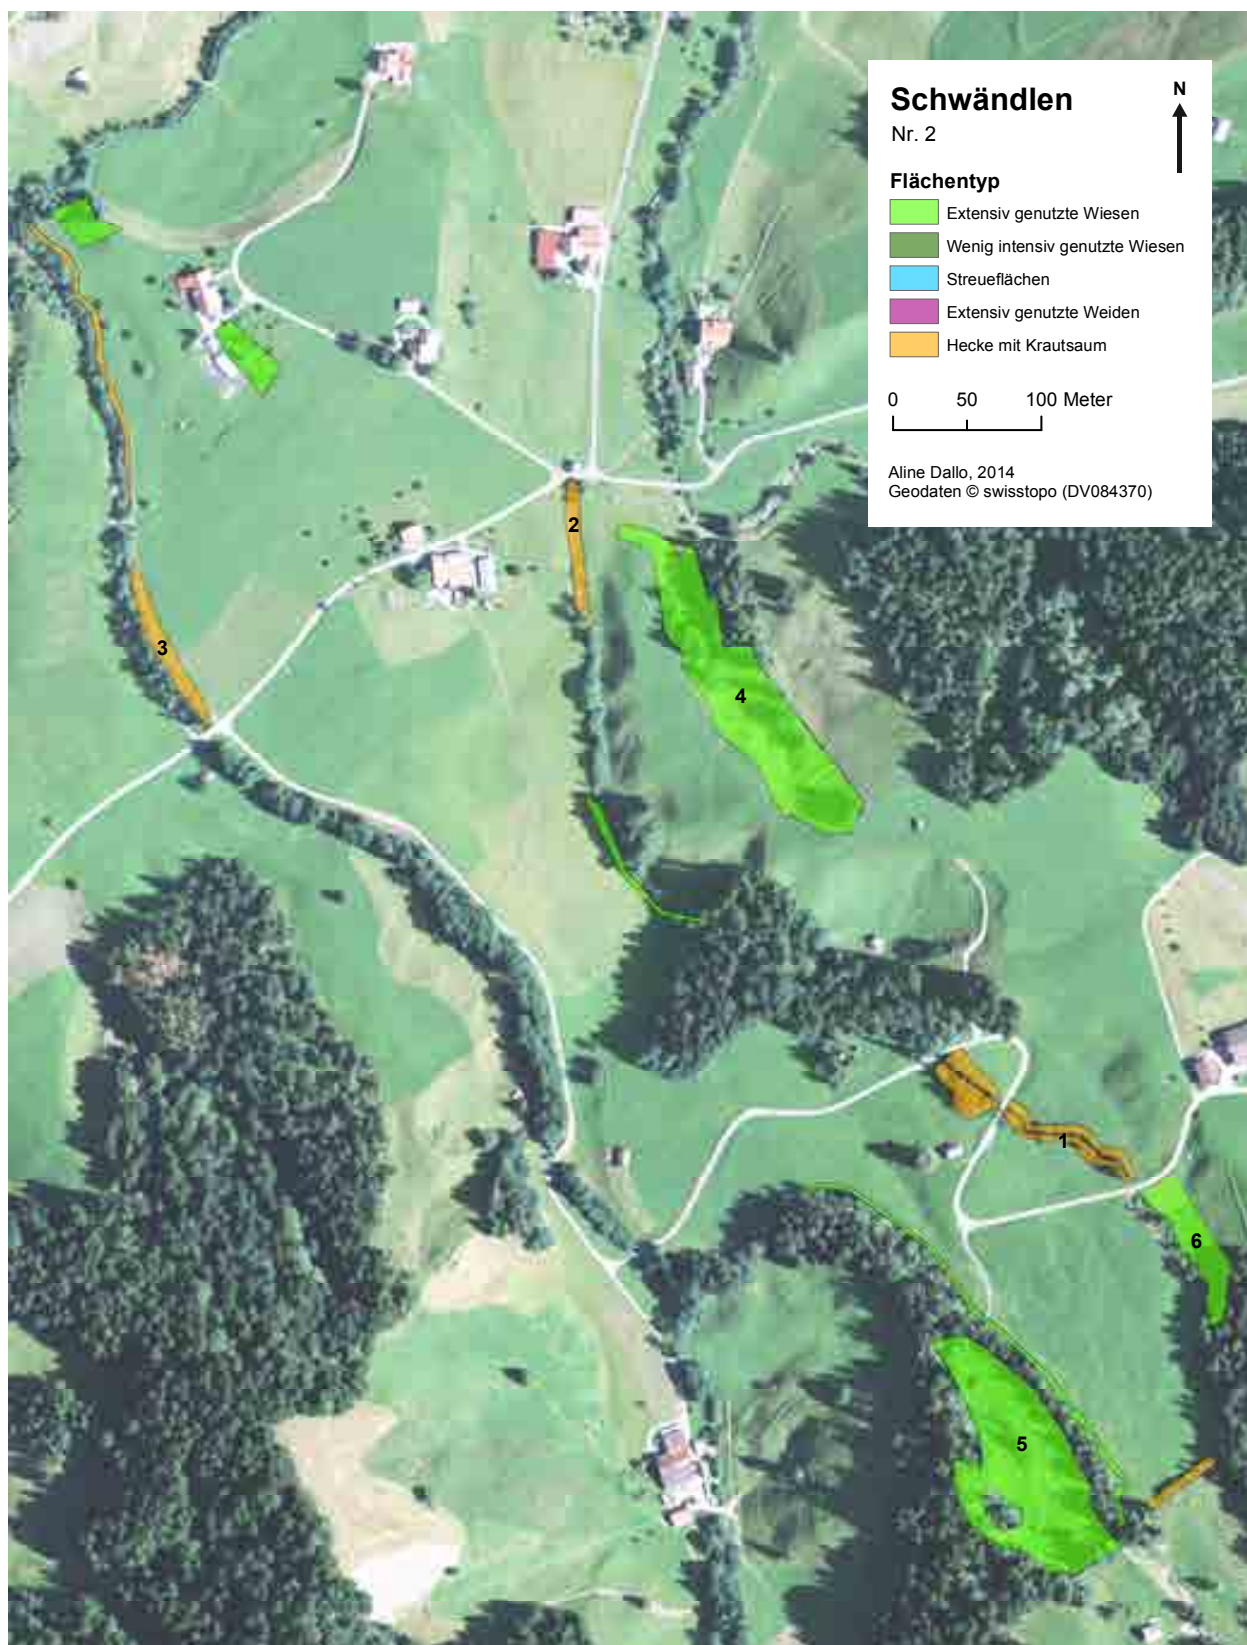 Schwändlen
N
Nr. 2
Flächentyp
Extensiv genutzte Wiesen
Wenig intensiv genutzte Wiesen
Streueflächen
Extensiv genutzte Weiden
Hecke mit Krautsaum
0 50 100 Meter
Aline Dallo, 2014
Geodaten © swisstopo (DV084370)
2
3
4
1
6
5